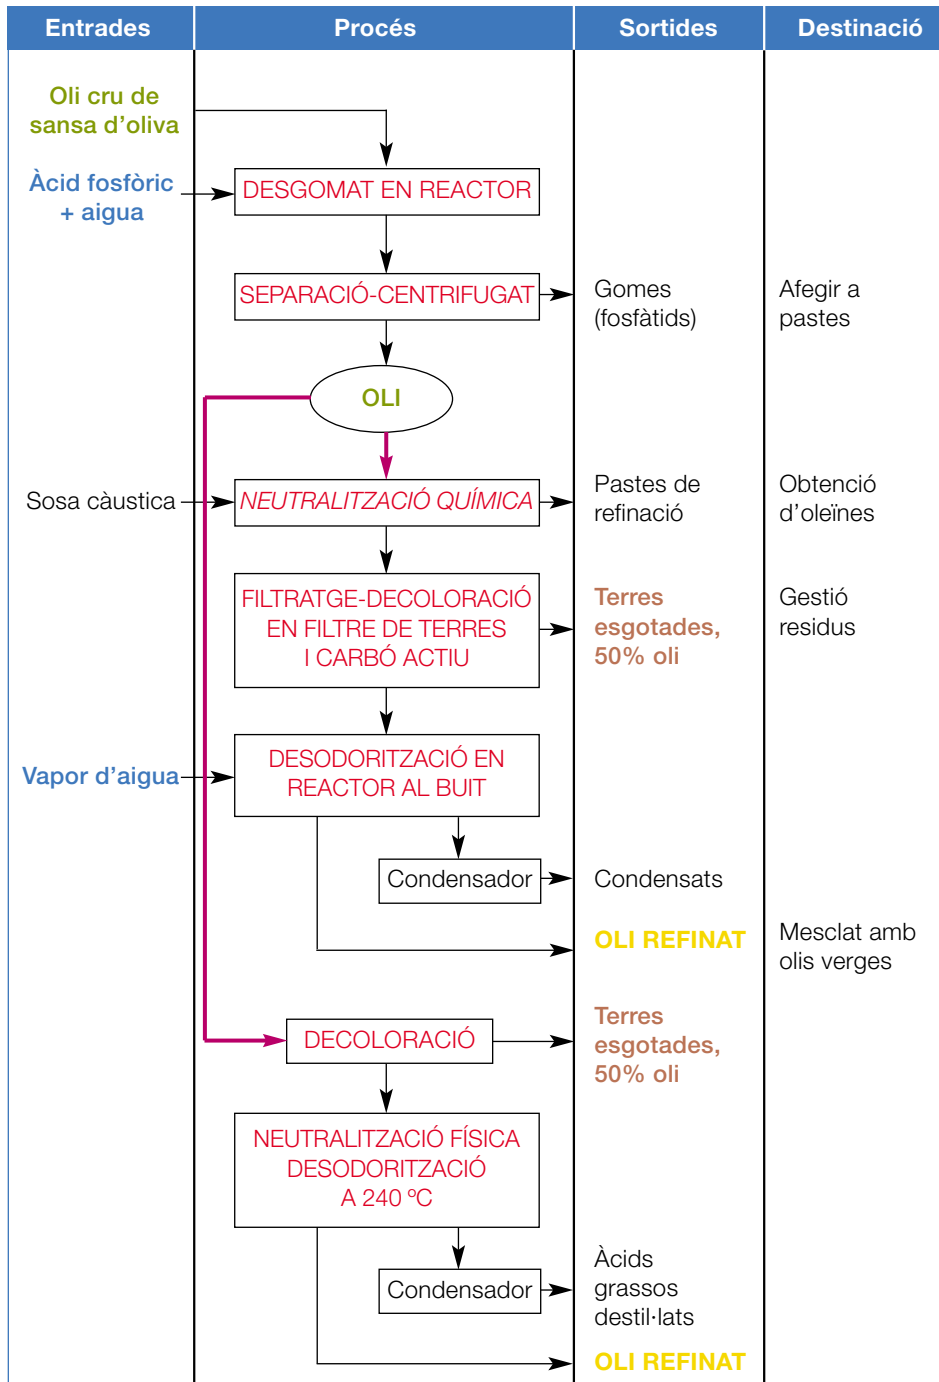 Entrades
Procés
Sortides
Destinació
Oli cru de
sansa d'oliva
Àcid fosfòric
+ aigua
DESGOMAT EN REACTOR
SEPARACIÓ-CENTRIFUGAT
Gomes
(fosfàtids)
Afegir a
pastes
OLI
Sosa càustica
NEUTRALITZACIÓ QUÍMICA
Pastes de
refinació
Obtenció
d'oleïnes
FILTRATGE-DECOLORACIÓ
EN FILTRE DE TERRES
I CARBÓ ACTIU
Terres
esgotades,
50% oli
Gestió
residus
Vapor d'aigua
DESODORITZACIÓ EN
REACTOR AL BUIT
Condensador
Condensats
OLI REFINAT
Mesclat amb
olis verges
DECOLORACIÓ
Terres
esgotades,
50% oli
NEUTRALITZACIÓ FÍSICA
DESODORITZACIÓ
A 240 ºC
Condensador
Àcids
grassos
destil·lats
OLI REFINAT